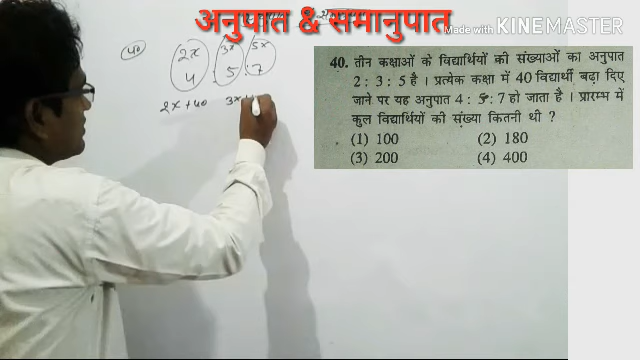 अनुपात & समानुपात
Made with KINEMASTER
40
2x 3x 5x
4 : 5 : 7
2x+40 3x+
40. तीन कक्षाओं के विद्यार्थियों की संख्याओं का अनुपात
2 : 3 : 5 है । प्रत्येक कक्षा में 40 विद्यार्थी बढ़ा दिए
जाने पर यह अनुपात 4 : 5 : 7 हो जाता है । प्रारम्भ में
कुल विद्यार्थियों की संख्या कितनी थी ?
(1) 100 (2) 180
(3) 200 (4) 400